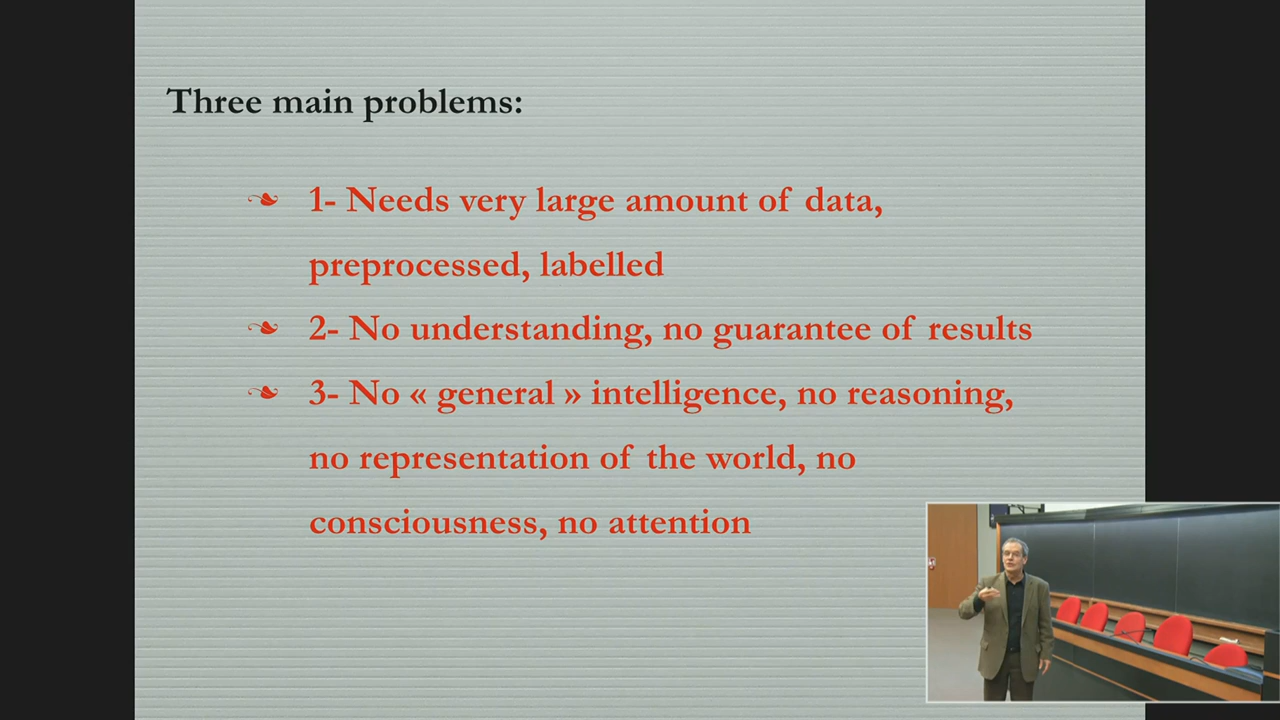 Three main problems:
1- Needs very large amount of data,
preprocessed, labelled
2- No understanding, no guarantee of results
3- No « general » intelligence, no reasoning,
no representation of the world, no
consciousness, no attention